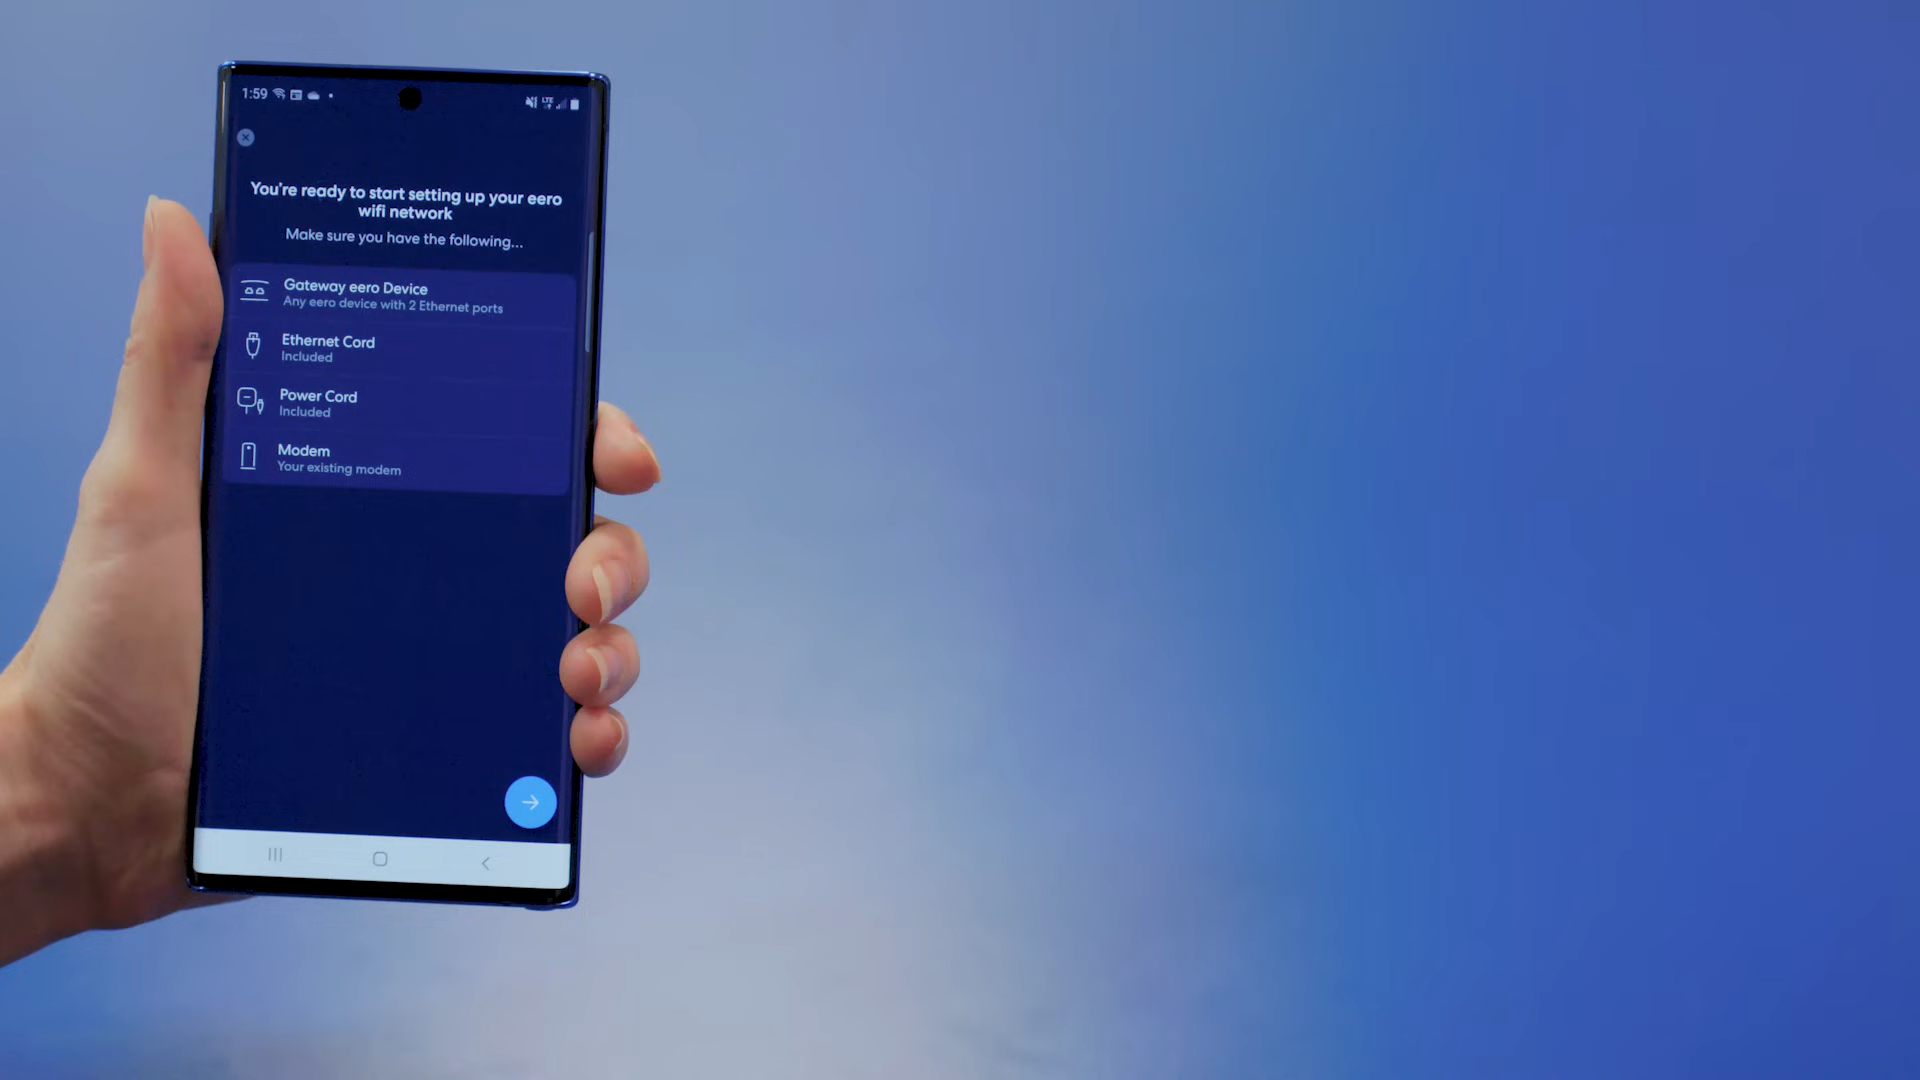 1:59
LTE
You're ready to start setting up your eero
wifi network
Make sure you have the following...
Gateway eero Device
Any eero device with 2 Ethernet ports
Ethernet Cord
Included
Power Cord
Included
Modem
Your existing modem